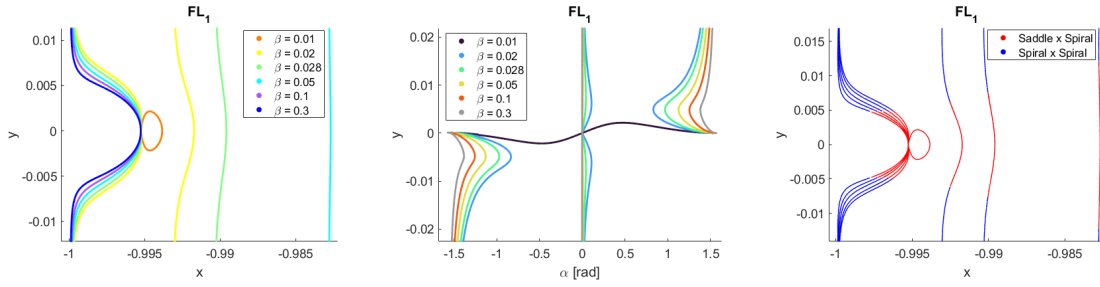 FL1
0.01
0.005
0
-0.005
-0.01
y
-1
-0.995
-0.99
-0.985
x
β = 0.01
β = 0.02
β = 0.028
β = 0.05
β = 0.1
β = 0.3
FL1
0.02
0.01
0
-0.01
-0.02
y
-1.5
-1
-0.5
0
0.5
1
1.5
α [rad]
β = 0.01
β = 0.02
β = 0.028
β = 0.05
β = 0.1
β = 0.3
FL1
0.015
0.01
0.005
0
-0.005
-0.01
y
-1
-0.995
-0.99
-0.985
x
Saddle x Spiral
Spiral x Spiral